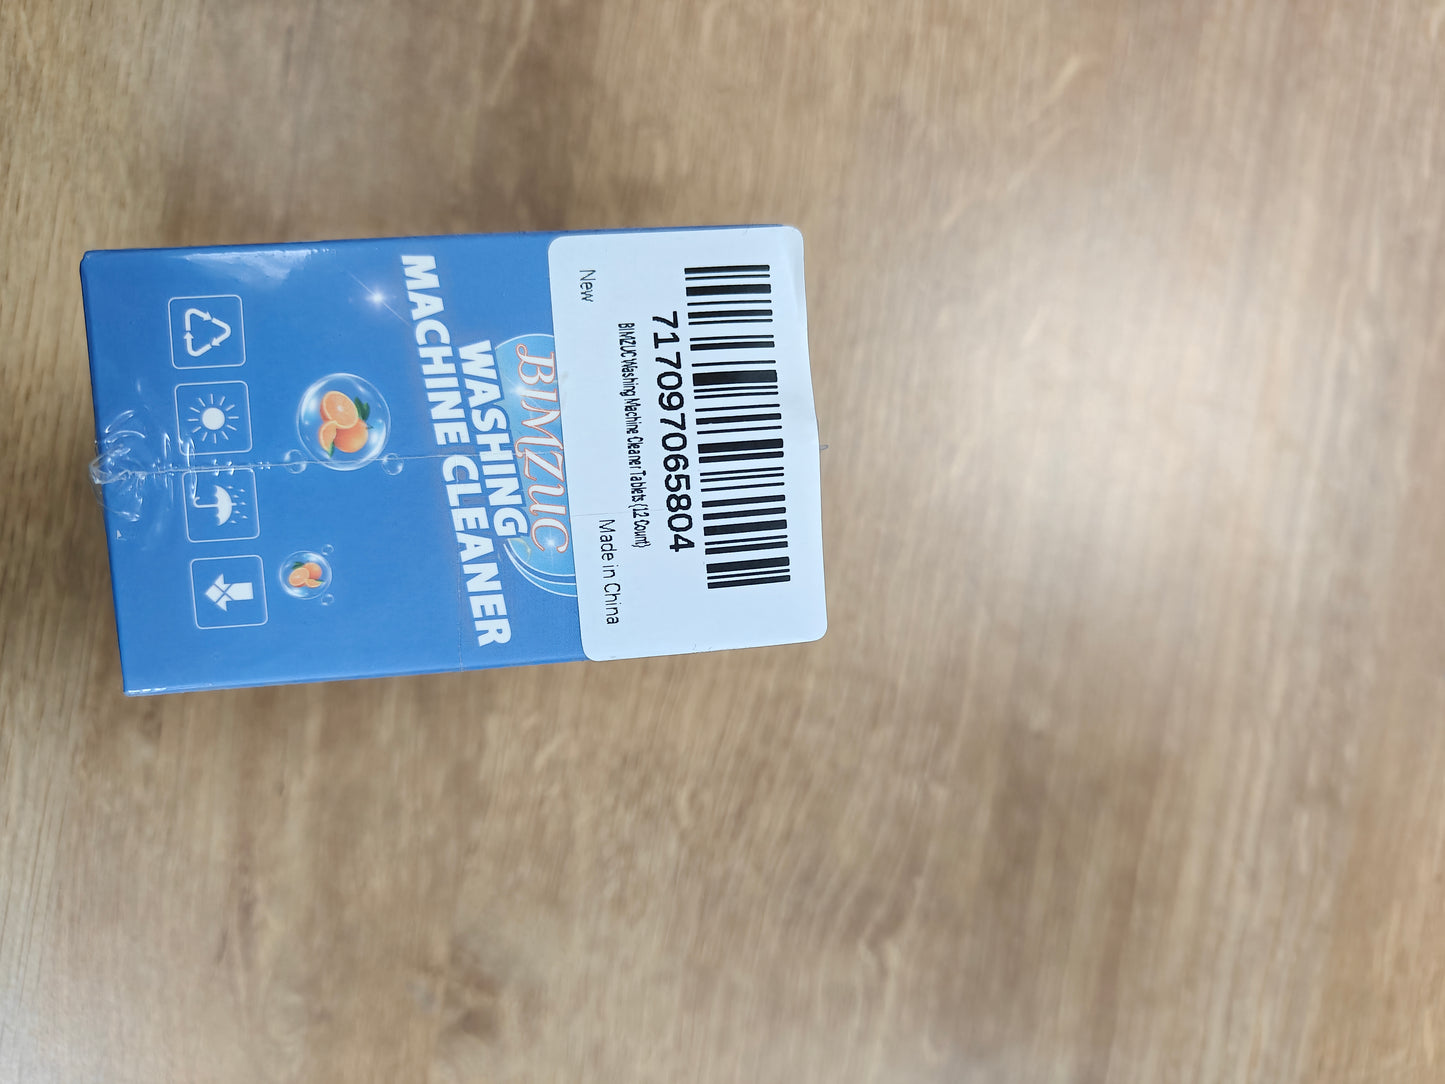 717097065804
BIMZUC Washing Machine Cleaner Tablets (12 Count)
New
Made in China
BIMZUC
WASHING
MACHINE CLEANER